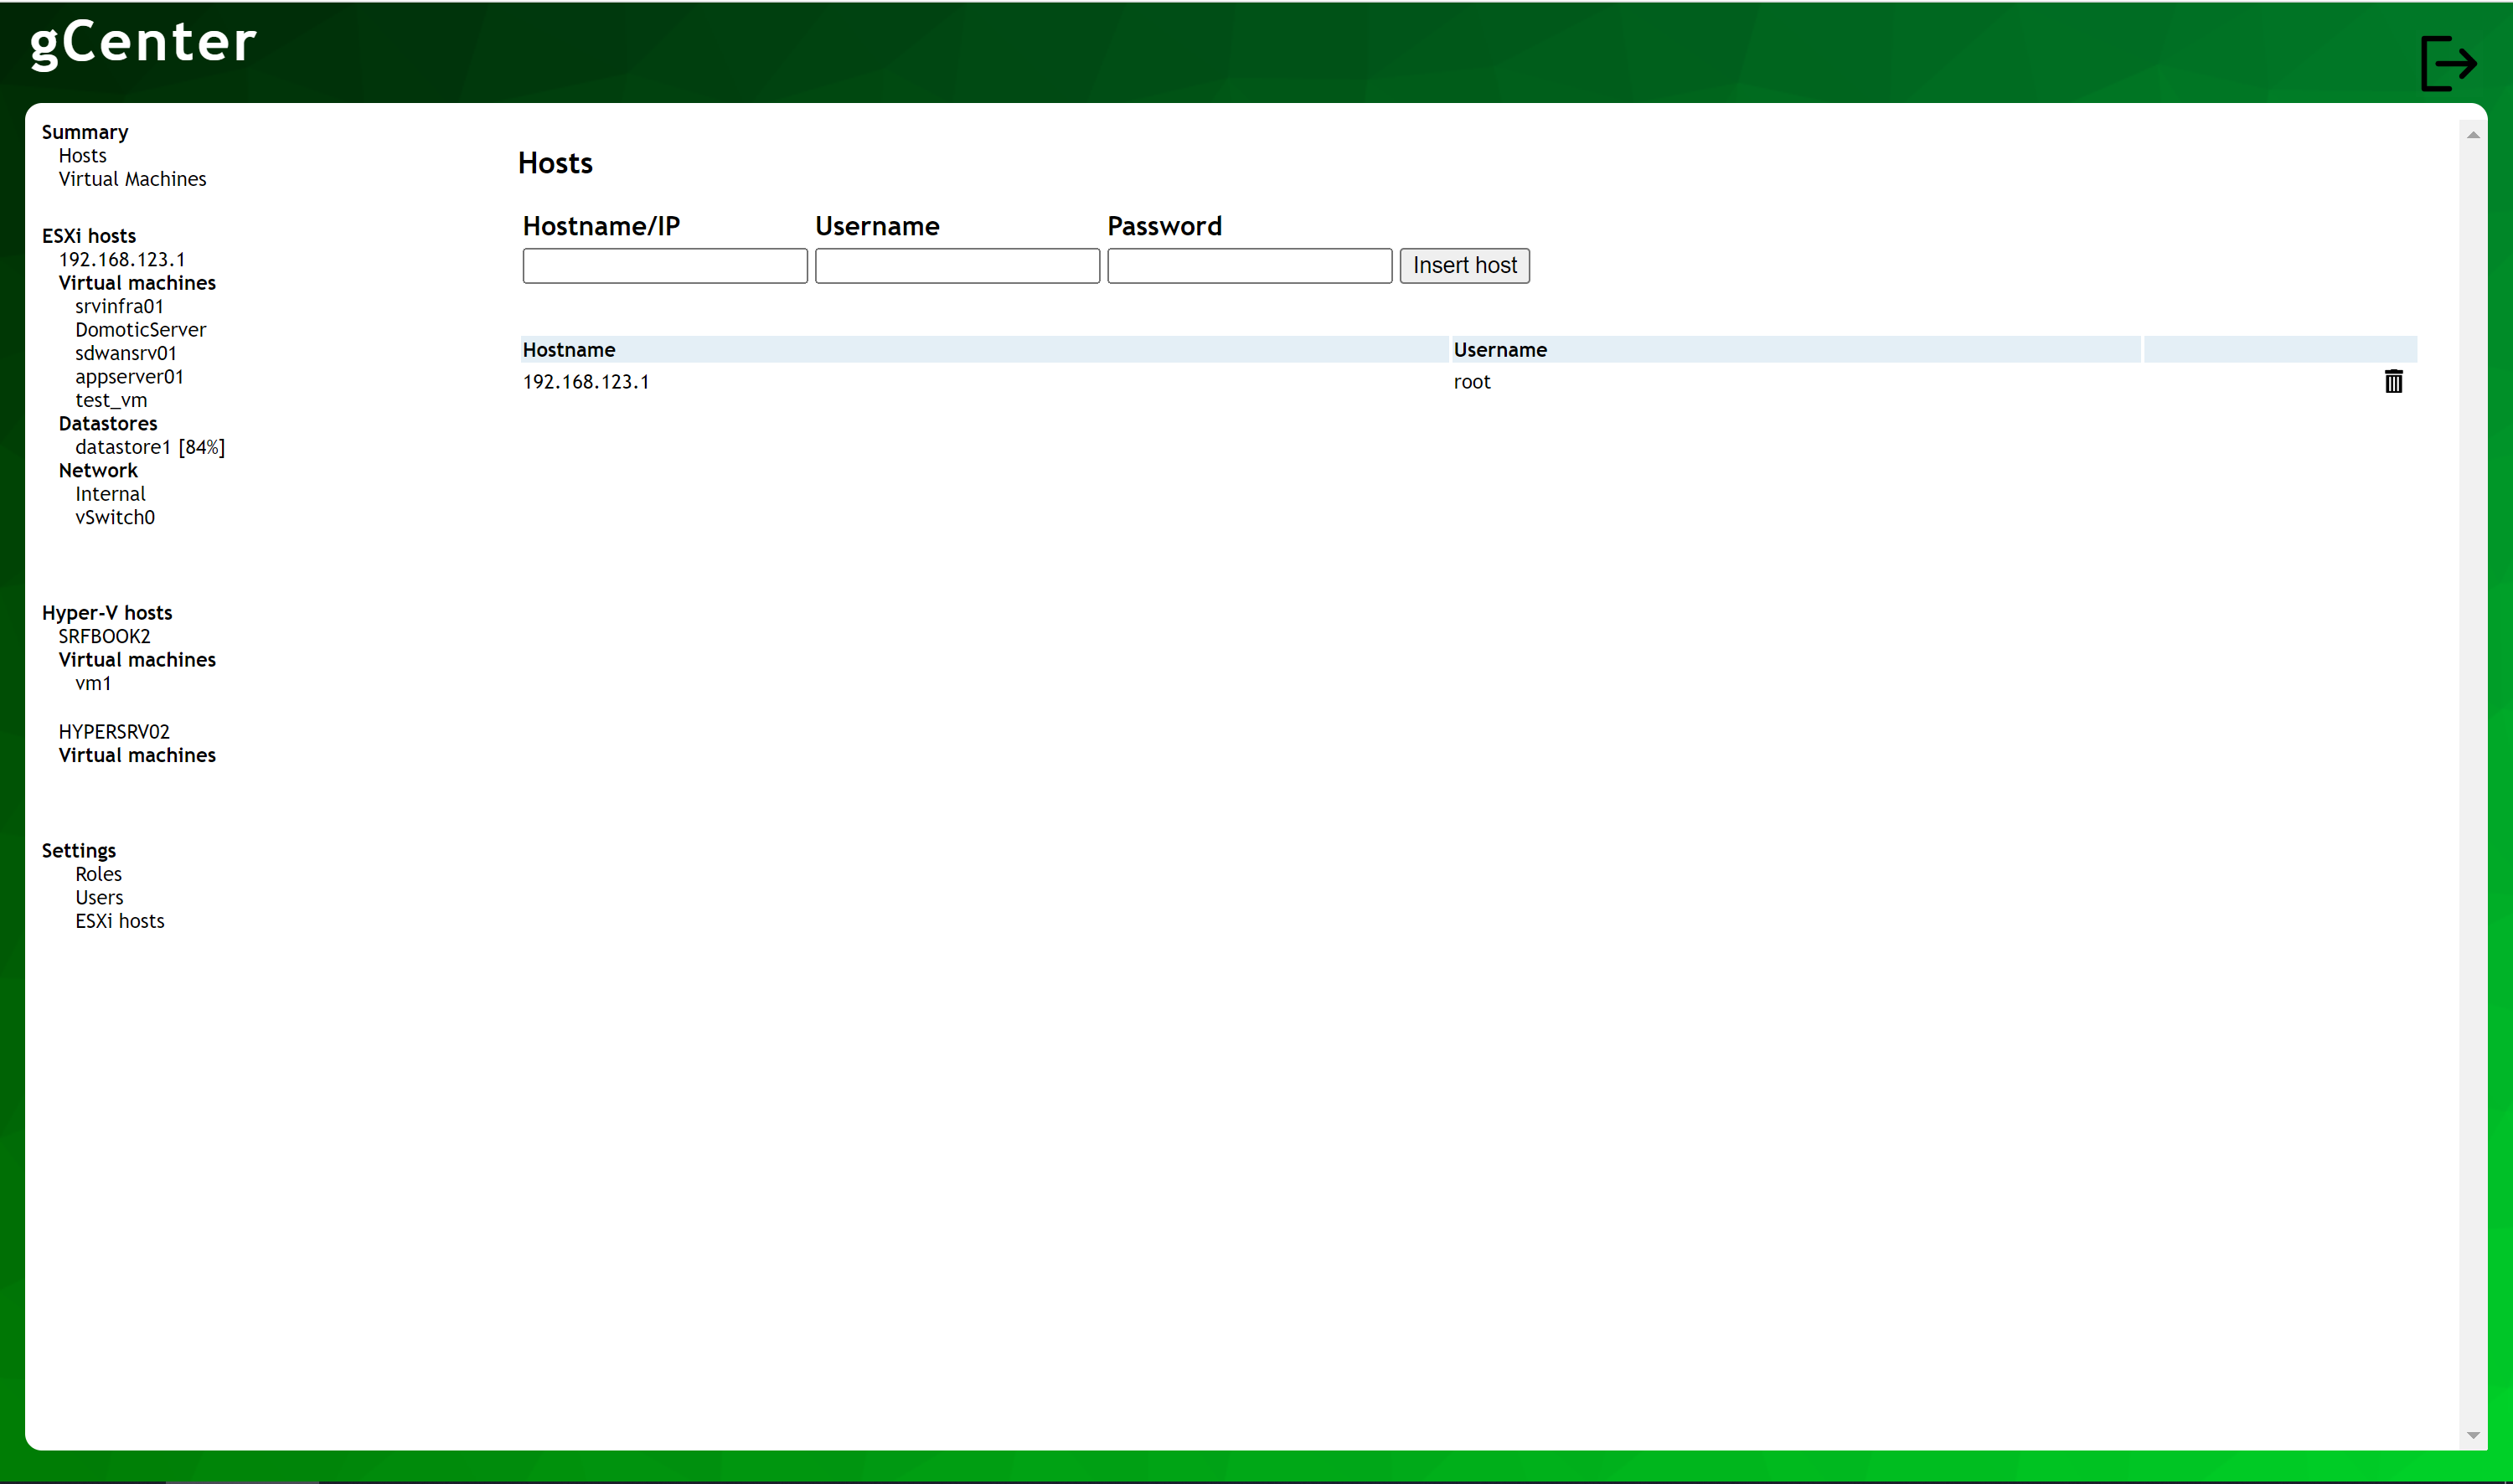 gCenter
Summary
Hosts
Virtual Machines
ESXi hosts
192.168.123.1
Virtual machines
srvinfra01
DomoticServer
sdwansrv01
appserver01
test_vm
Datastores
datastore1 [84%]
Network
Internal
vSwitch0
Hyper-V hosts
SRFBOOK2
Virtual machines
vm1
HYPERSRV02
Virtual machines
Settings
Roles
Users
ESXi hosts
Hosts
Hostname/IP Username Password
Insert host
Hostname Username
192.168.123.1 root